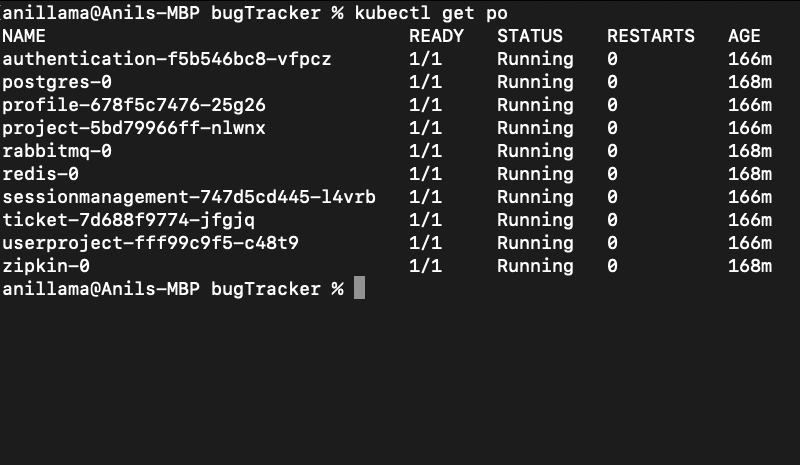 (anillama@Anils-MBP bugTracker % kubectl get po
NAME READY STATUS RESTARTS AGE
authentication-f5b546bc8-vfpcz 1/1 Running 0 166m
postgres-0 1/1 Running 0 168m
profile-678f5c7476-25g26 1/1 Running 0 166m
project-5bd79966ff-nlwnx 1/1 Running 0 166m
rabbitmq-0 1/1 Running 0 168m
redis-0 1/1 Running 0 168m
sessionmanagement-747d5cd445-l4vrb 1/1 Running 0 166m
ticket-7d688f9774-jfgjq 1/1 Running 0 166m
userproject-fff99c9f5-c48t9 1/1 Running 0 166m
zipkin-0 1/1 Running 0 168m
anillama@Anils-MBP bugTracker %